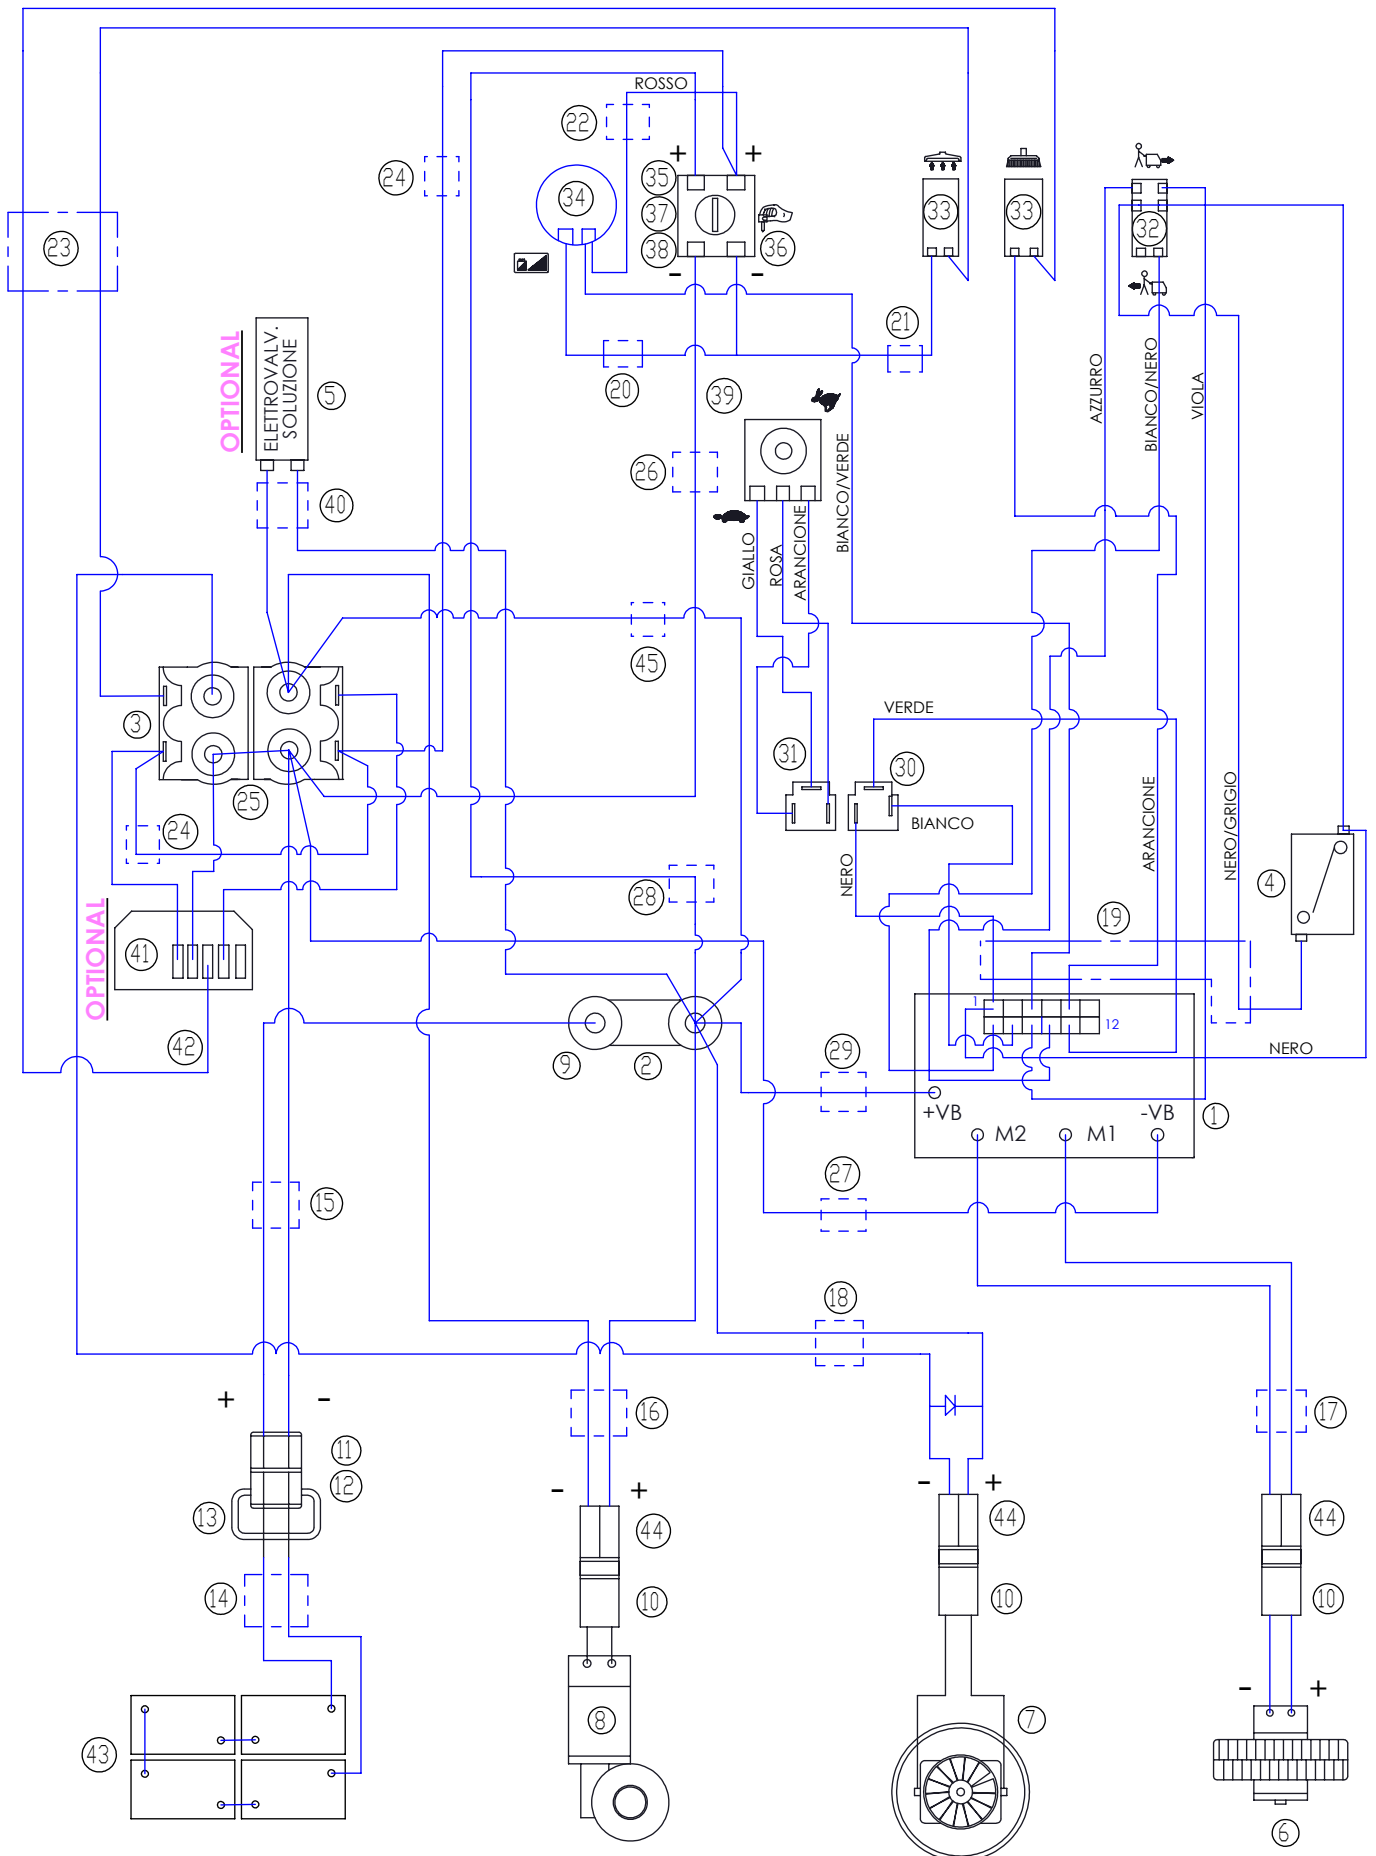 ROSSO
22
24
+
+
35
34
37
33
33
32
38
36
23
-
-
21
20
OPTIONAL
ELETTROVALV.
SOLUZIONE
5
39
AZZURRO
BIANCO/NERO
VIOLA
26
BIANCO/VERDE
40
GIALLO
ROSA
ARANCIONE
45
3
VERDE
31
30
25
24
BIANCO
ARANCIONE
NERO/GRIGIO
NERO
28
4
OPTIONAL
41
19
1
12
42
9
2
29
NERO
+VB
-VB
1
M2
M1
27
15
18
+
-
16
17
11
12
-
+
-
+
13
44
44
44
14
10
10
10
-
+
8
7
43
6